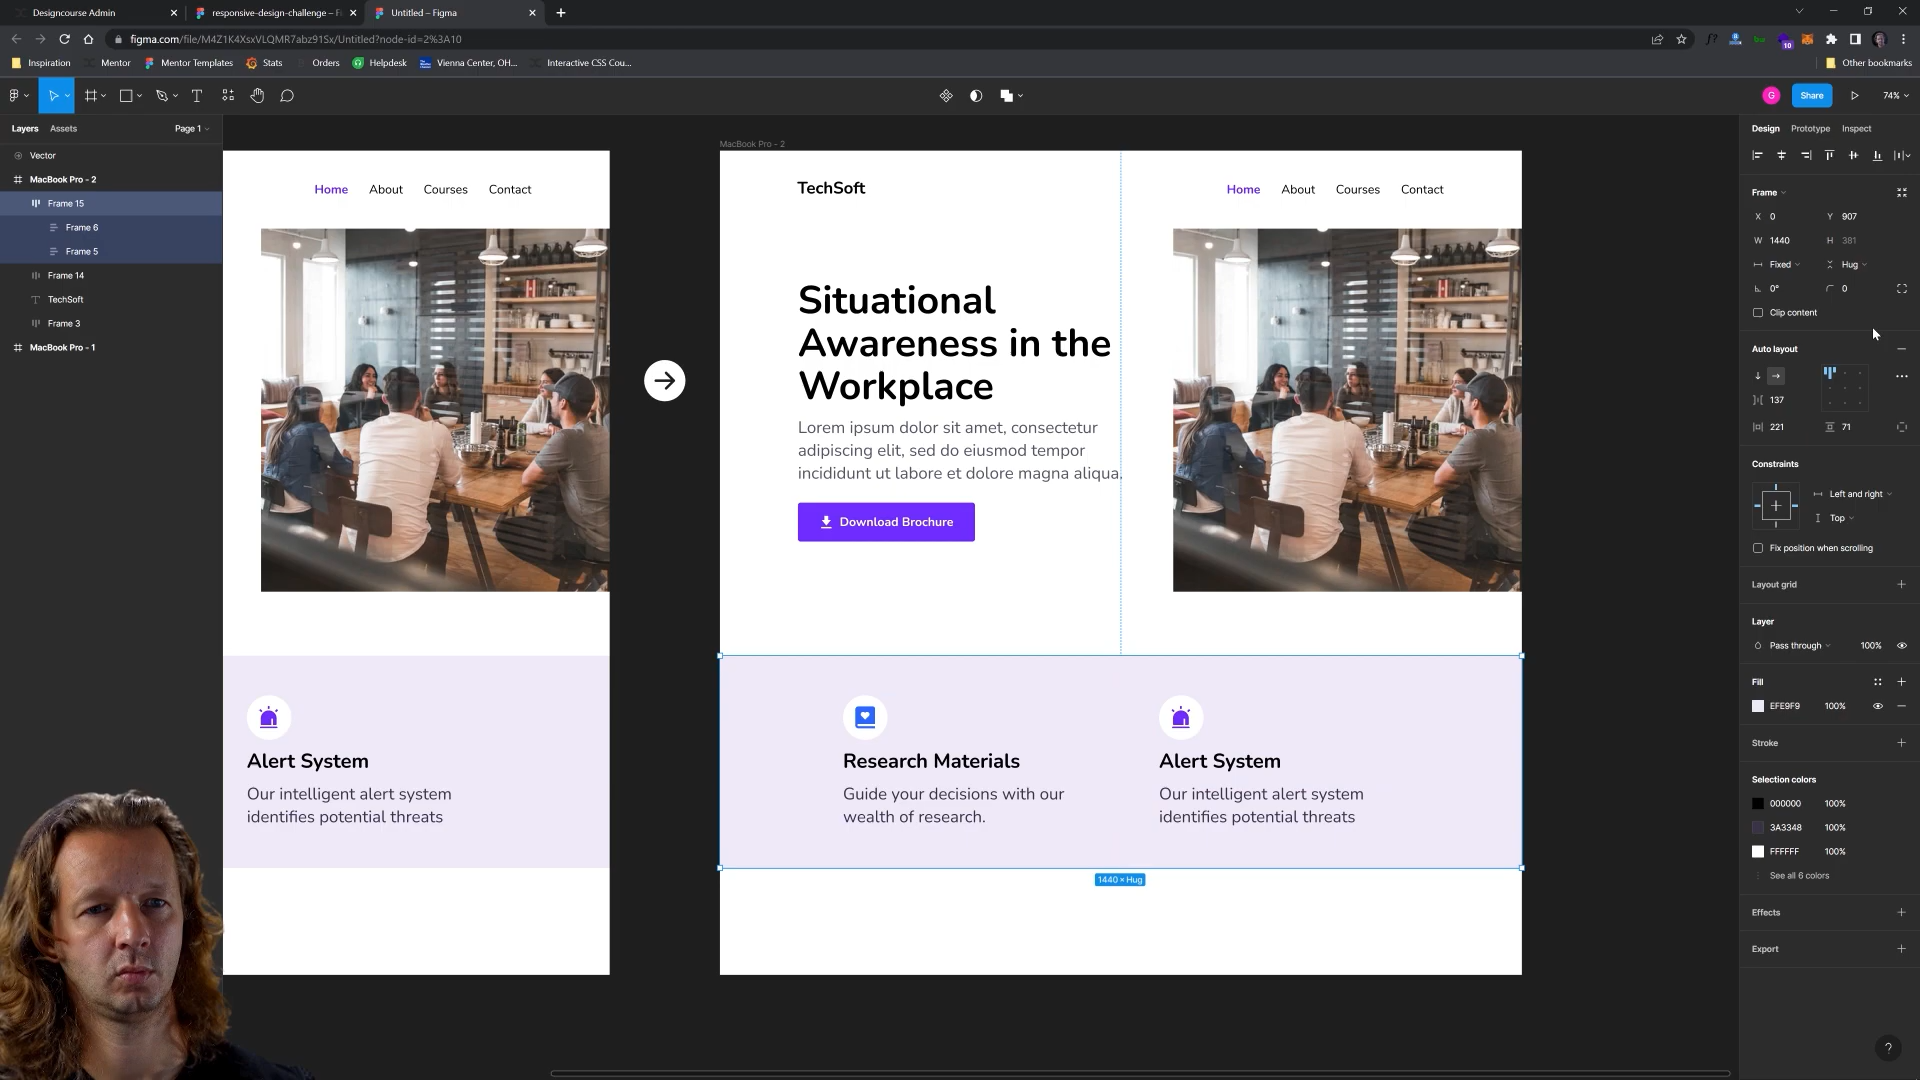 Designcourse Admin
responsive-design-challenge – F
Untitled – Figma
figma.com/file/M4Z1K4XsxVLQMR7abz91Sx/Untitled?node-id=2%3A10
Inspiration
Mentor
Mentor Templates
Stats
Orders
Helpdesk
Vienna Center, OH...
Interactive CSS Cou...
Other bookmarks
10
G
Share
74%
Layers
Assets
Page 1
Vector
MacBook Pro - 2
Frame 15
Frame 6
Frame 5
Frame 14
TechSoft
Frame 3
MacBook Pro - 1
Home About Courses Contact
Alert System
Our intelligent alert system
identifies potential threats
MacBook Pro - 2
TechSoft
Home About Courses Contact
Situational
Awareness in the
Workplace
Lorem ipsum dolor sit amet, consectetur
adipiscing elit, sed do eiusmod tempor
incididunt ut labore et dolore magna aliqua.
Download Brochure
Research Materials
Guide your decisions with our
wealth of research.
Alert System
Our intelligent alert system
identifies potential threats
1440 × Hug
Design
Prototype
Inspect
Frame
X 0
Y 907
W 1440
H 381
Fixed
Hug
0°
0
Clip content
Auto layout
137
221
71
Constraints
Left and right
Top
Fix position when scrolling
Layout grid
Layer
Pass through
100%
Fill
EFE9F9 100%
Stroke
Selection colors
000000 100%
3A3348 100%
FFFFFF 100%
See all 6 colors
Effects
Export
?